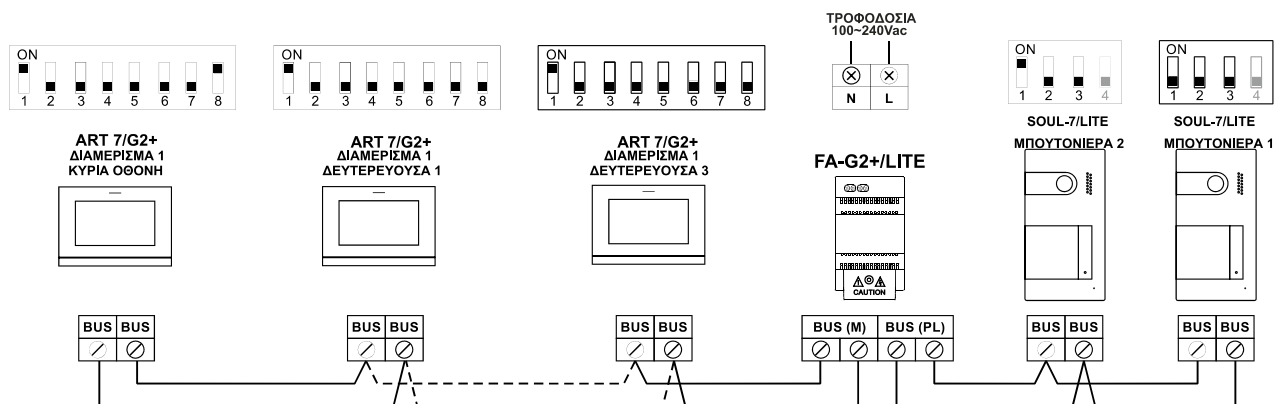 ΤΡΟΦΟΔΟΣΙΑ
100~240Vac
N L
ON
1 2 3 4 5 6 7 8
ART 7/G2+
ΔΙΑΜΕΡΙΣΜΑ 1
ΚΥΡΙΑ ΟΘΟΝΗ
BUS BUS
ON
1 2 3 4 5 6 7 8
ART 7/G2+
ΔΙΑΜΕΡΙΣΜΑ 1
ΔΕΥΤΕΡΕΥΟΥΣΑ 1
BUS BUS
ON
1 2 3 4 5 6 7 8
ART 7/G2+
ΔΙΑΜΕΡΙΣΜΑ 1
ΔΕΥΤΕΡΕΥΟΥΣΑ 3
BUS BUS
FA-G2+/LITE
CAUTION
BUS (M) BUS (PL)
ON
1 2 3 4
SOUL-7/LITE
ΜΠΟΥΤΟΝΙΕΡΑ 2
BUS BUS
ON
1 2 3 4
SOUL-7/LITE
ΜΠΟΥΤΟΝΙΕΡΑ 1
BUS BUS